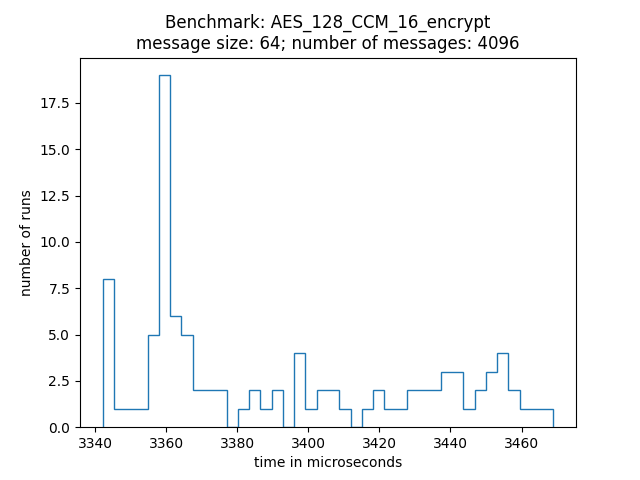 Benchmark: AES_128_CCM_16_encrypt
message size: 64; number of messages: 4096
17.5
15.0
12.5
10.0
7.5
5.0
2.5
0.0
number of runs
3340 3360 3380 3400 3420 3440 3460
time in microseconds